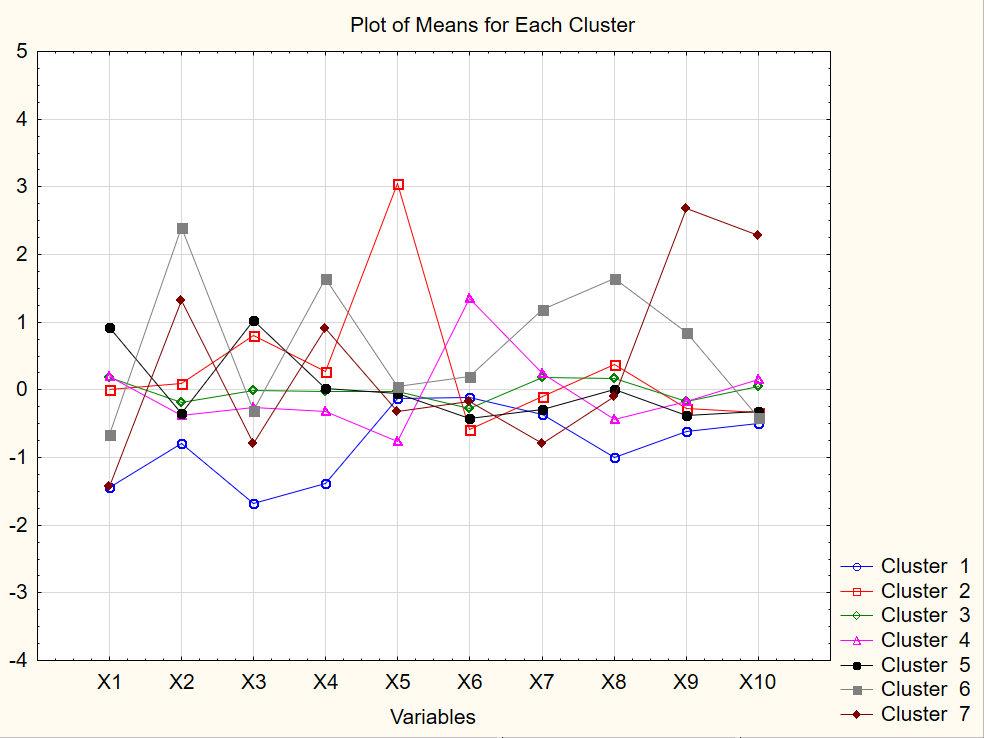 Plot of Means for Each Cluster
5
4
3
2
1
0
-1
-2
-3
-4
X1 X2 X3 X4 X5 X6 X7 X8 X9 X10
Variables
Cluster 1
Cluster 2
Cluster 3
Cluster 4
Cluster 5
Cluster 6
Cluster 7